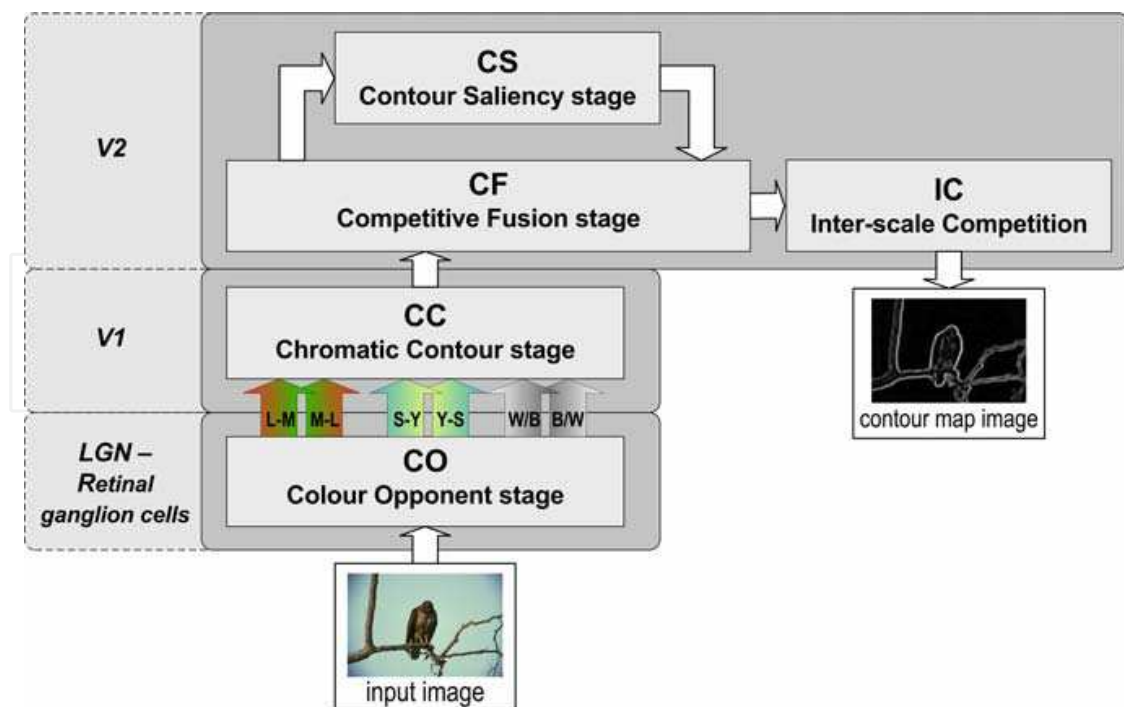 CS
Contour Saliency stage
V2
CF
Competitive Fusion stage
IC
Inter-scale Competition
V1
CC
Chromatic Contour stage
contour map image
L-M M-L S-Y Y-S W/B B/W
LGN –
Retinal
ganglion cells
CO
Colour Opponent stage
input image